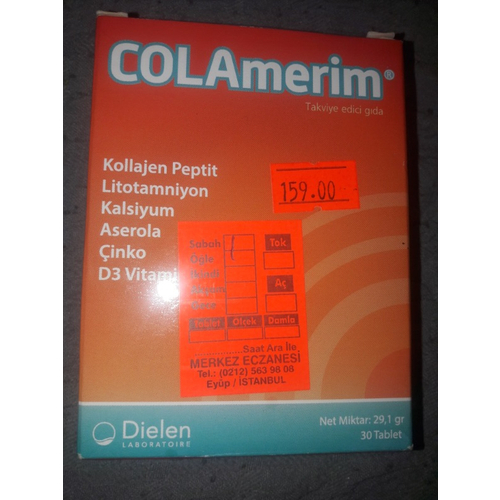 COLAmerim®
Takviye edici gıda
Kollajen Peptit
Litotamniyon
Kalsiyum
Aserola
Çinko
D3 Vitami
159.00
Sabah
Tok
Öğle
Aç
Ölçek Damla
........ Saat Ara İle
MERKEZ ECZANESİ
Tel.: (0212) 563 98 08
Eyüp / İSTANBUL
Dielen
LABORATOIRE
Net Miktar: 29,1 gr
30 Tablet